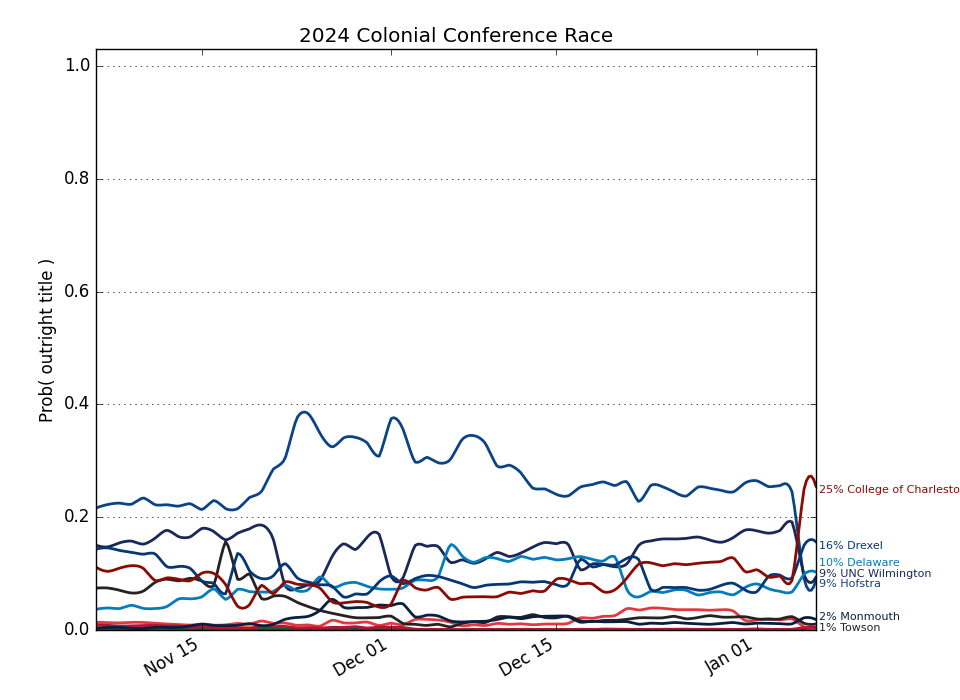 2024 Colonial Conference Race
Prob( outright title )
1.0
0.8
0.6
0.4
0.2
0.0
Nov 15
Dec 01
Dec 15
Jan 01
25% College of Charlesto
16% Drexel
10% Delaware
9% UNC Wilmington
9% Hofstra
2% Monmouth
1% Towson